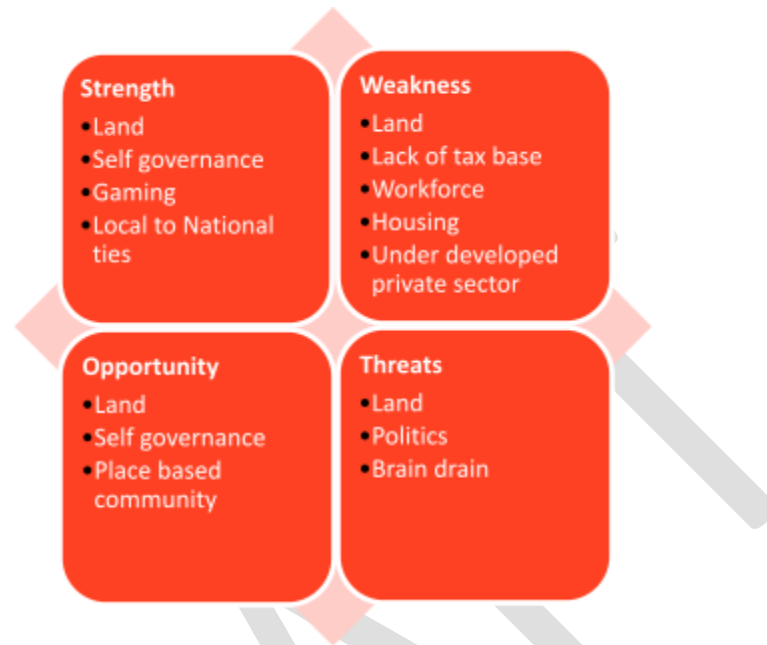 Strength
•Land
•Self governance
•Gaming
•Local to National
ties
Weakness
•Land
•Lack of tax base
•Workforce
•Housing
•Under developed
private sector
Opportunity
•Land
•Self governance
•Place based
community
Threats
•Land
•Politics
•Brain drain